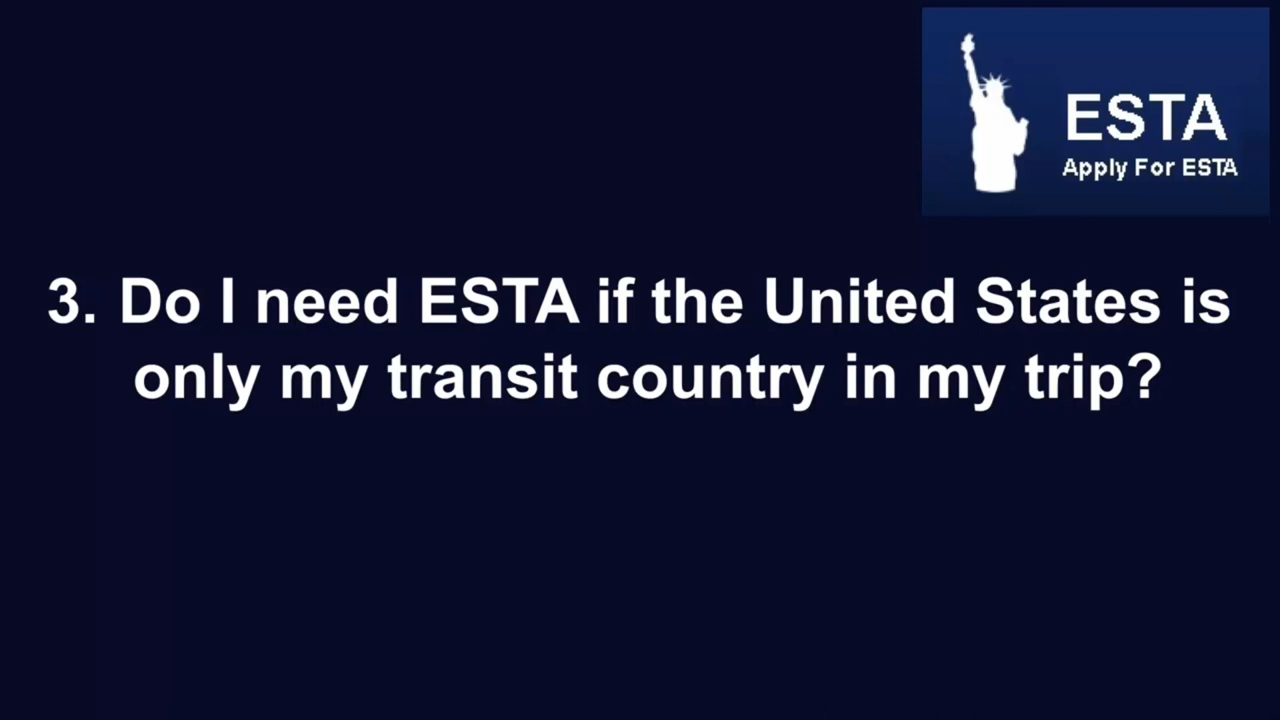 ESTA
Apply For ESTA
3. Do I need ESTA if the United States is
only my transit country in my trip?